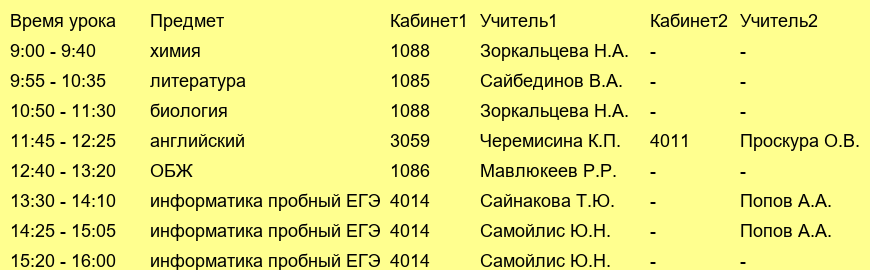 Время урока Предмет Кабинет1 Учитель1 Кабинет2 Учитель2
9:00 - 9:40 химия 1088 Зоркальцева Н.А. - -
9:55 - 10:35 литература 1085 Сайбединов В.А. - -
10:50 - 11:30 биология 1088 Зоркальцева Н.А. - -
11:45 - 12:25 английский 3059 Черемисина К.П. 4011 Проскура О.В.
12:40 - 13:20 ОБЖ 1086 Мавлюкеев Р.Р. - -
13:30 - 14:10 информатика пробный ЕГЭ 4014 Сайнакова Т.Ю. - Попов А.А.
14:25 - 15:05 информатика пробный ЕГЭ 4014 Самойлис Ю.Н. - Попов А.А.
15:20 - 16:00 информатика пробный ЕГЭ 4014 Самойлис Ю.Н. - -